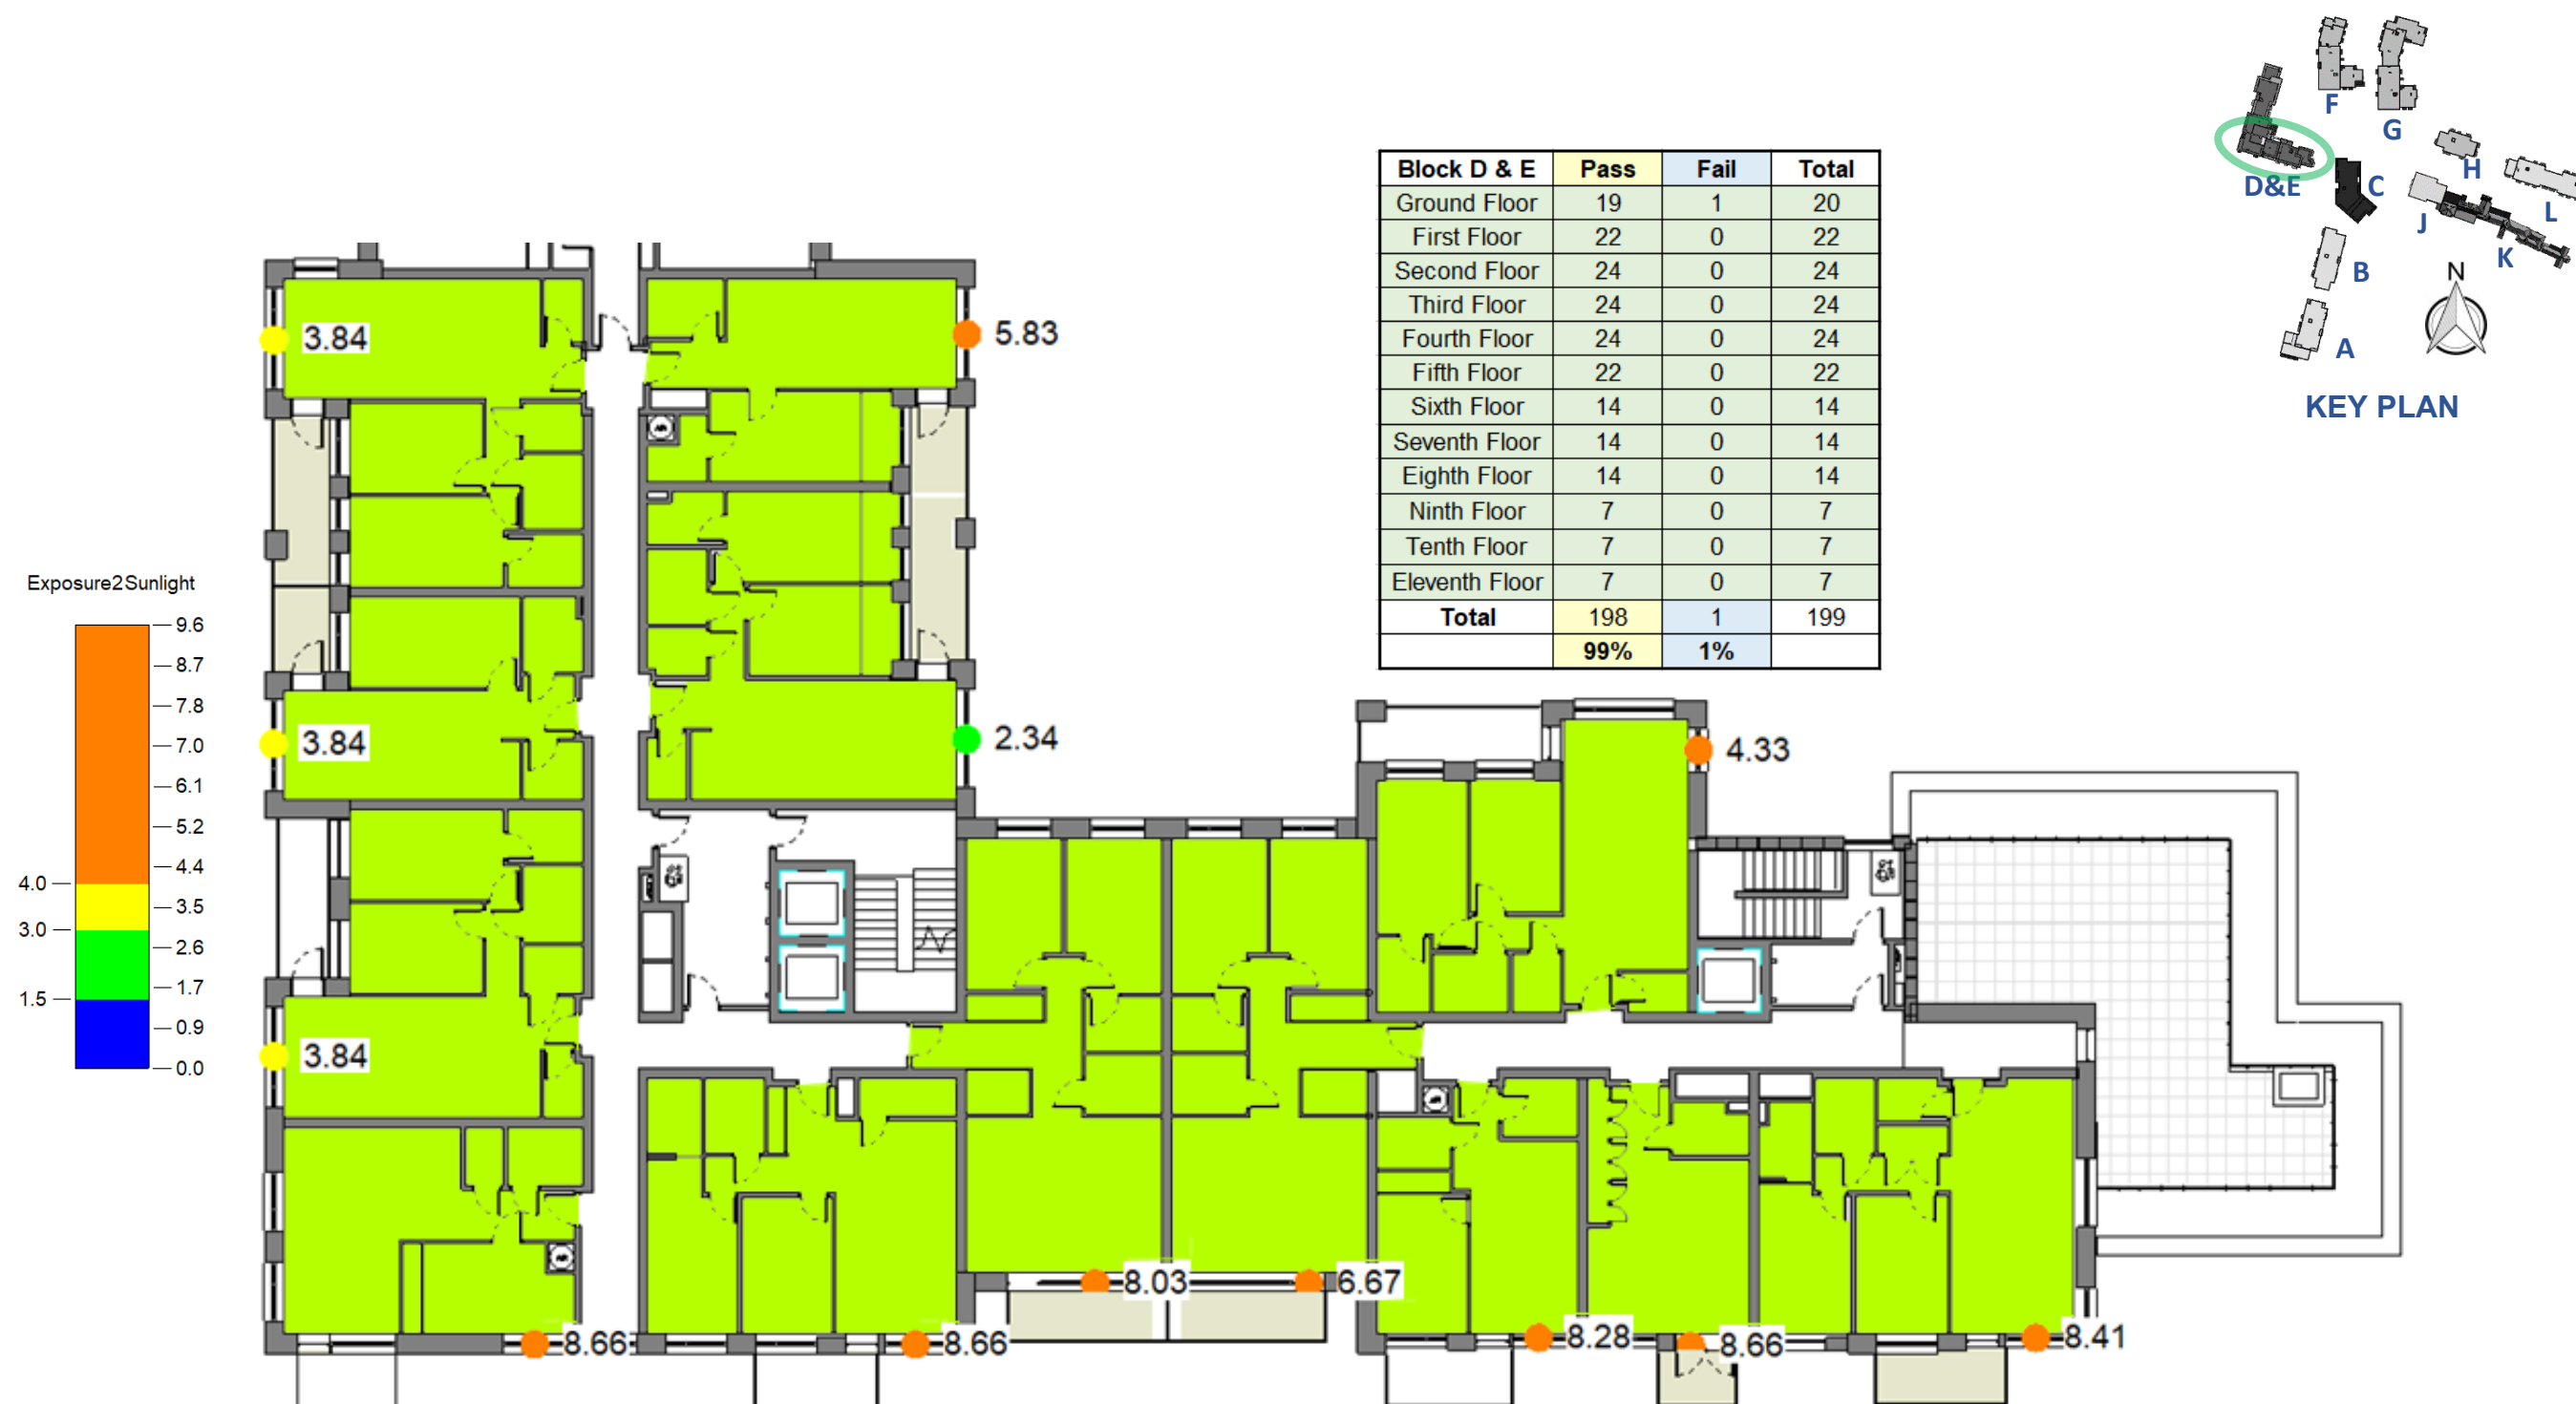 F
G
H
D&E
C
L
J
K
B
N
A
KEY PLAN
Block D & E Pass Fail Total
Ground Floor 19 1 20
First Floor 22 0 22
Second Floor 24 0 24
Third Floor 24 0 24
Fourth Floor 24 0 24
Fifth Floor 22 0 22
Sixth Floor 14 0 14
Seventh Floor 14 0 14
Eighth Floor 14 0 14
Ninth Floor 7 0 7
Tenth Floor 7 0 7
Eleventh Floor 7 0 7
Total 198 1 199
99% 1%
Exposure2Sunlight
9.6
8.7
7.8
7.0
6.1
5.2
4.4
4.0
3.5
3.0
2.6
1.7
1.5
0.9
0.0
3.84
5.83
3.84
2.34
4.33
3.84
8.03
6.67
8.66
8.66
8.28
8.66
8.41